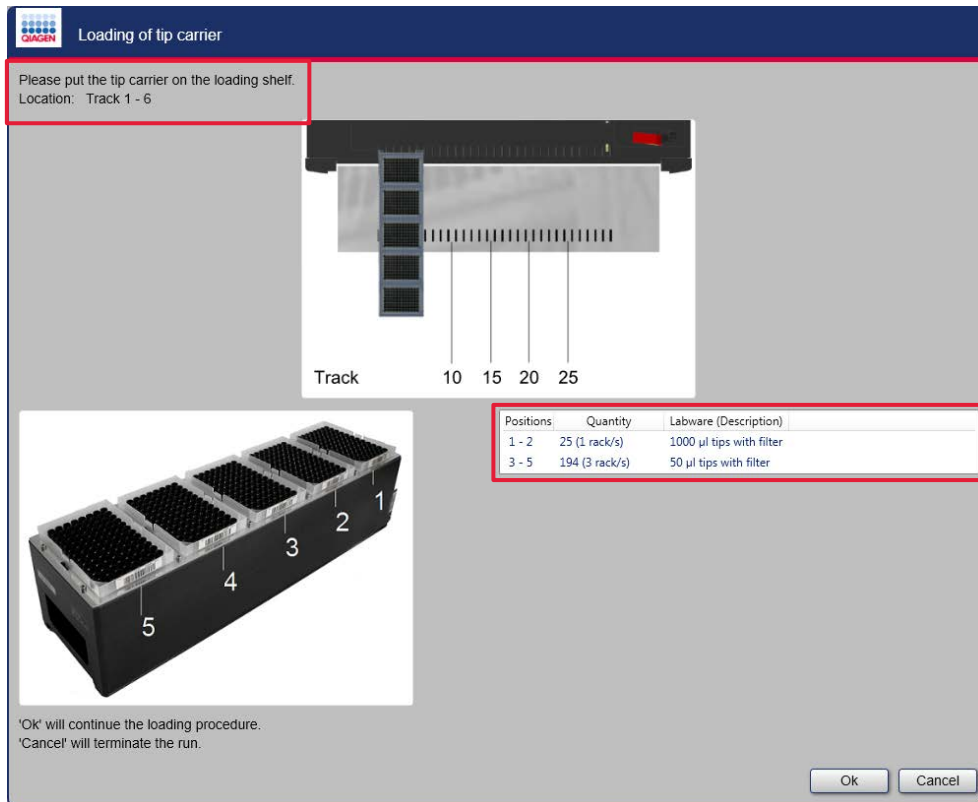 QIAGEN
Loading of tip carrier
Please put the tip carrier on the loading shelf.
Location: Track 1 - 6
Track 10 15 20 25
Positions Quantity Labware (Description)
1 - 2 25 (1 rack/s) 1000 µl tips with filter
3 - 5 194 (3 rack/s) 50 µl tips with filter
1
2
3
4
5
'Ok' will continue the loading procedure.
'Cancel' will terminate the run.
Ok Cancel